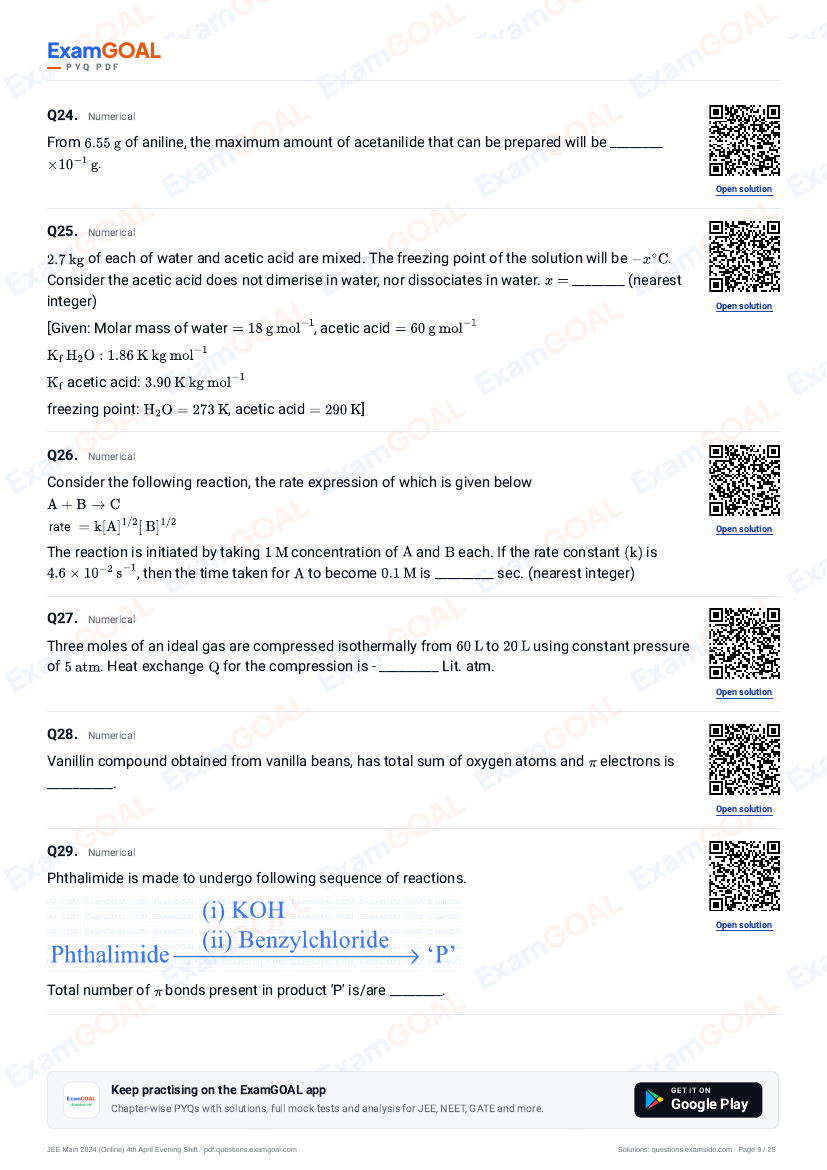 ExamGOAL
PYQ PDF
Q24. Numerical
From 6.55 g of aniline, the maximum amount of acetanilide that can be prepared will be ________
×10⁻¹ g.
Open solution
Q25. Numerical
2.7 kg of each of water and acetic acid are mixed. The freezing point of the solution will be −x°C.
Consider the acetic acid does not dimerise in water, nor dissociates in water. x = ________ (nearest
integer)
[Given: Molar mass of water = 18 g mol⁻¹, acetic acid = 60 g mol⁻¹
K_f H₂O : 1.86 K kg mol⁻¹
K_f acetic acid: 3.90 K kg mol⁻¹
freezing point: H₂O = 273 K, acetic acid = 290 K]
Open solution
Q26. Numerical
Consider the following reaction, the rate expression of which is given below
A + B → C
rate = k[A]^{1/2}[B]^{1/2}
The reaction is initiated by taking 1 M concentration of A and B each. If the rate constant (k) is
4.6 × 10⁻² s⁻¹, then the time taken for A to become 0.1 M is _________ sec. (nearest integer)
Open solution
Q27. Numerical
Three moles of an ideal gas are compressed isothermally from 60 L to 20 L using constant pressure
of 5 atm. Heat exchange Q for the compression is - _________ Lit. atm.
Open solution
Q28. Numerical
Vanillin compound obtained from vanilla beans, has total sum of oxygen atoms and π electrons is
__________.
Open solution
Q29. Numerical
Phthalimide is made to undergo following sequence of reactions.
(i) KOH
(ii) Benzylchloride
Phthalimide ⟶ ‘P’
Total number of π bonds present in product 'P' is/are ________.
Open solution
ExamGOAL
Keep practising on the ExamGOAL app
Chapter-wise PYQs with solutions, full mock tests and analysis for JEE, NEET, GATE and more.
GET IT ON
Google Play
JEE Main 2024 (Online) 4th April Evening Shift · pdf.questions.examgoal.com
Solutions: questions.examside.com · Page 9 / 25